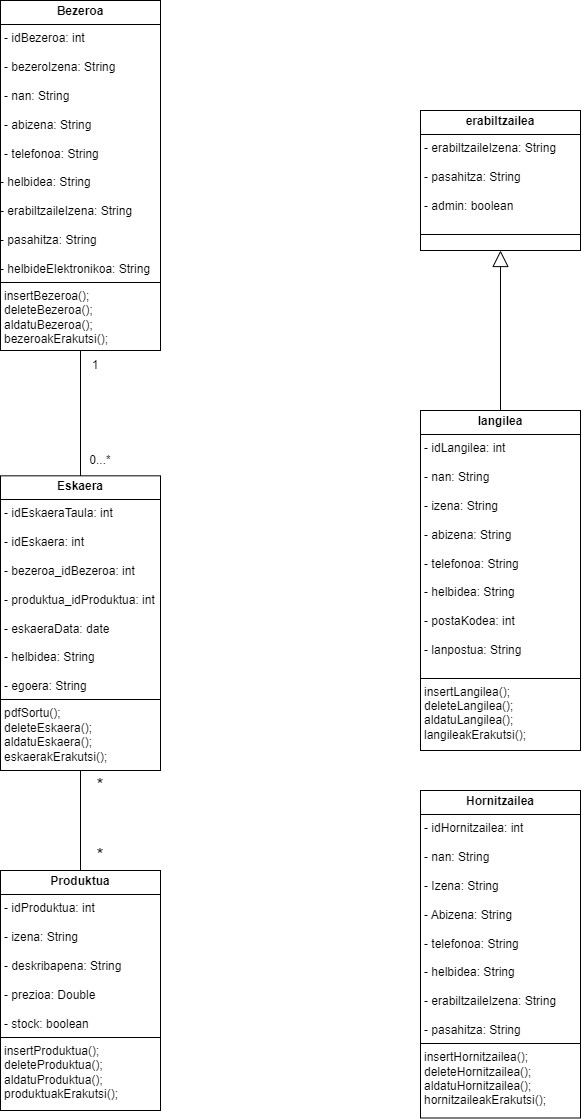 Bezeroa
- idBezeroa: int
- bezeroIzena: String
- nan: String
- abizena: String
- telefonoa: String
- helbidea: String
- erabiltzaileIzena: String
- pasahitza: String
- helbideElektronikoa: String
insertBezeroa();
deleteBezeroa();
aldatuBezeroa();
bezeroakErakutsi();
1
0...*
Eskaera
- idEskaeraTaula: int
- idEskaera: int
- bezeroa_idBezeroa: int
- produktua_idProduktua: int
- eskaeraData: date
- helbidea: String
- egoera: String
pdfSortu();
deleteEskaera();
aldatuEskaera();
eskaerakErakutsi();
*
*
Produktua
- idProduktua: int
- izena: String
- deskribapena: String
- prezioa: Double
- stock: boolean
insertProduktua();
deleteProduktua();
aldatuProduktua();
produktuakErakutsi();
erabiltzailea
- erabiltzaileIzena: String
- pasahitza: String
- admin: boolean
langilea
- idLangilea: int
- nan: String
- izena: String
- abizena: String
- telefonoa: String
- helbidea: String
- postaKodea: int
- lanpostua: String
insertLangilea();
deleteLangilea();
aldatuLangilea();
langileakErakutsi();
Hornitzailea
- idHornitzailea: int
- nan: String
- Izena: String
- Abizena: String
- telefonoa: String
- helbidea: String
- erabiltzaileIzena: String
- pasahitza: String
insertHornitzailea();
deleteHornitzailea();
aldatuHornitzailea();
hornitzaileakErakutsi();